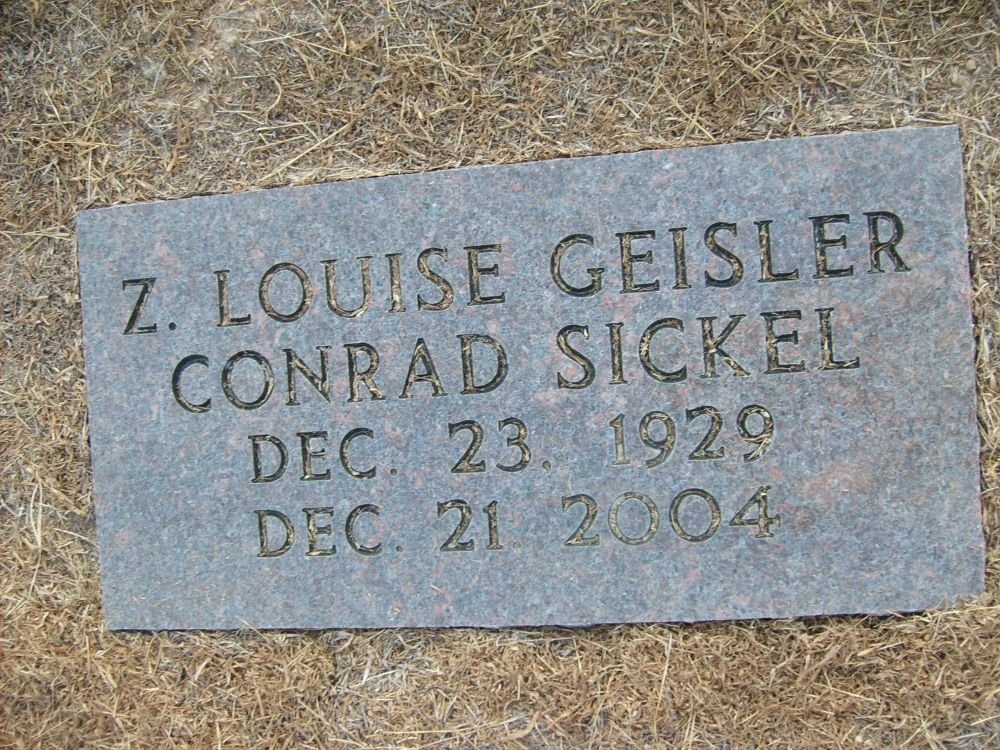 Z. LOUISE GEISLER
CONRAD SICKEL
DEC. 23, 1929
DEC. 21, 2004